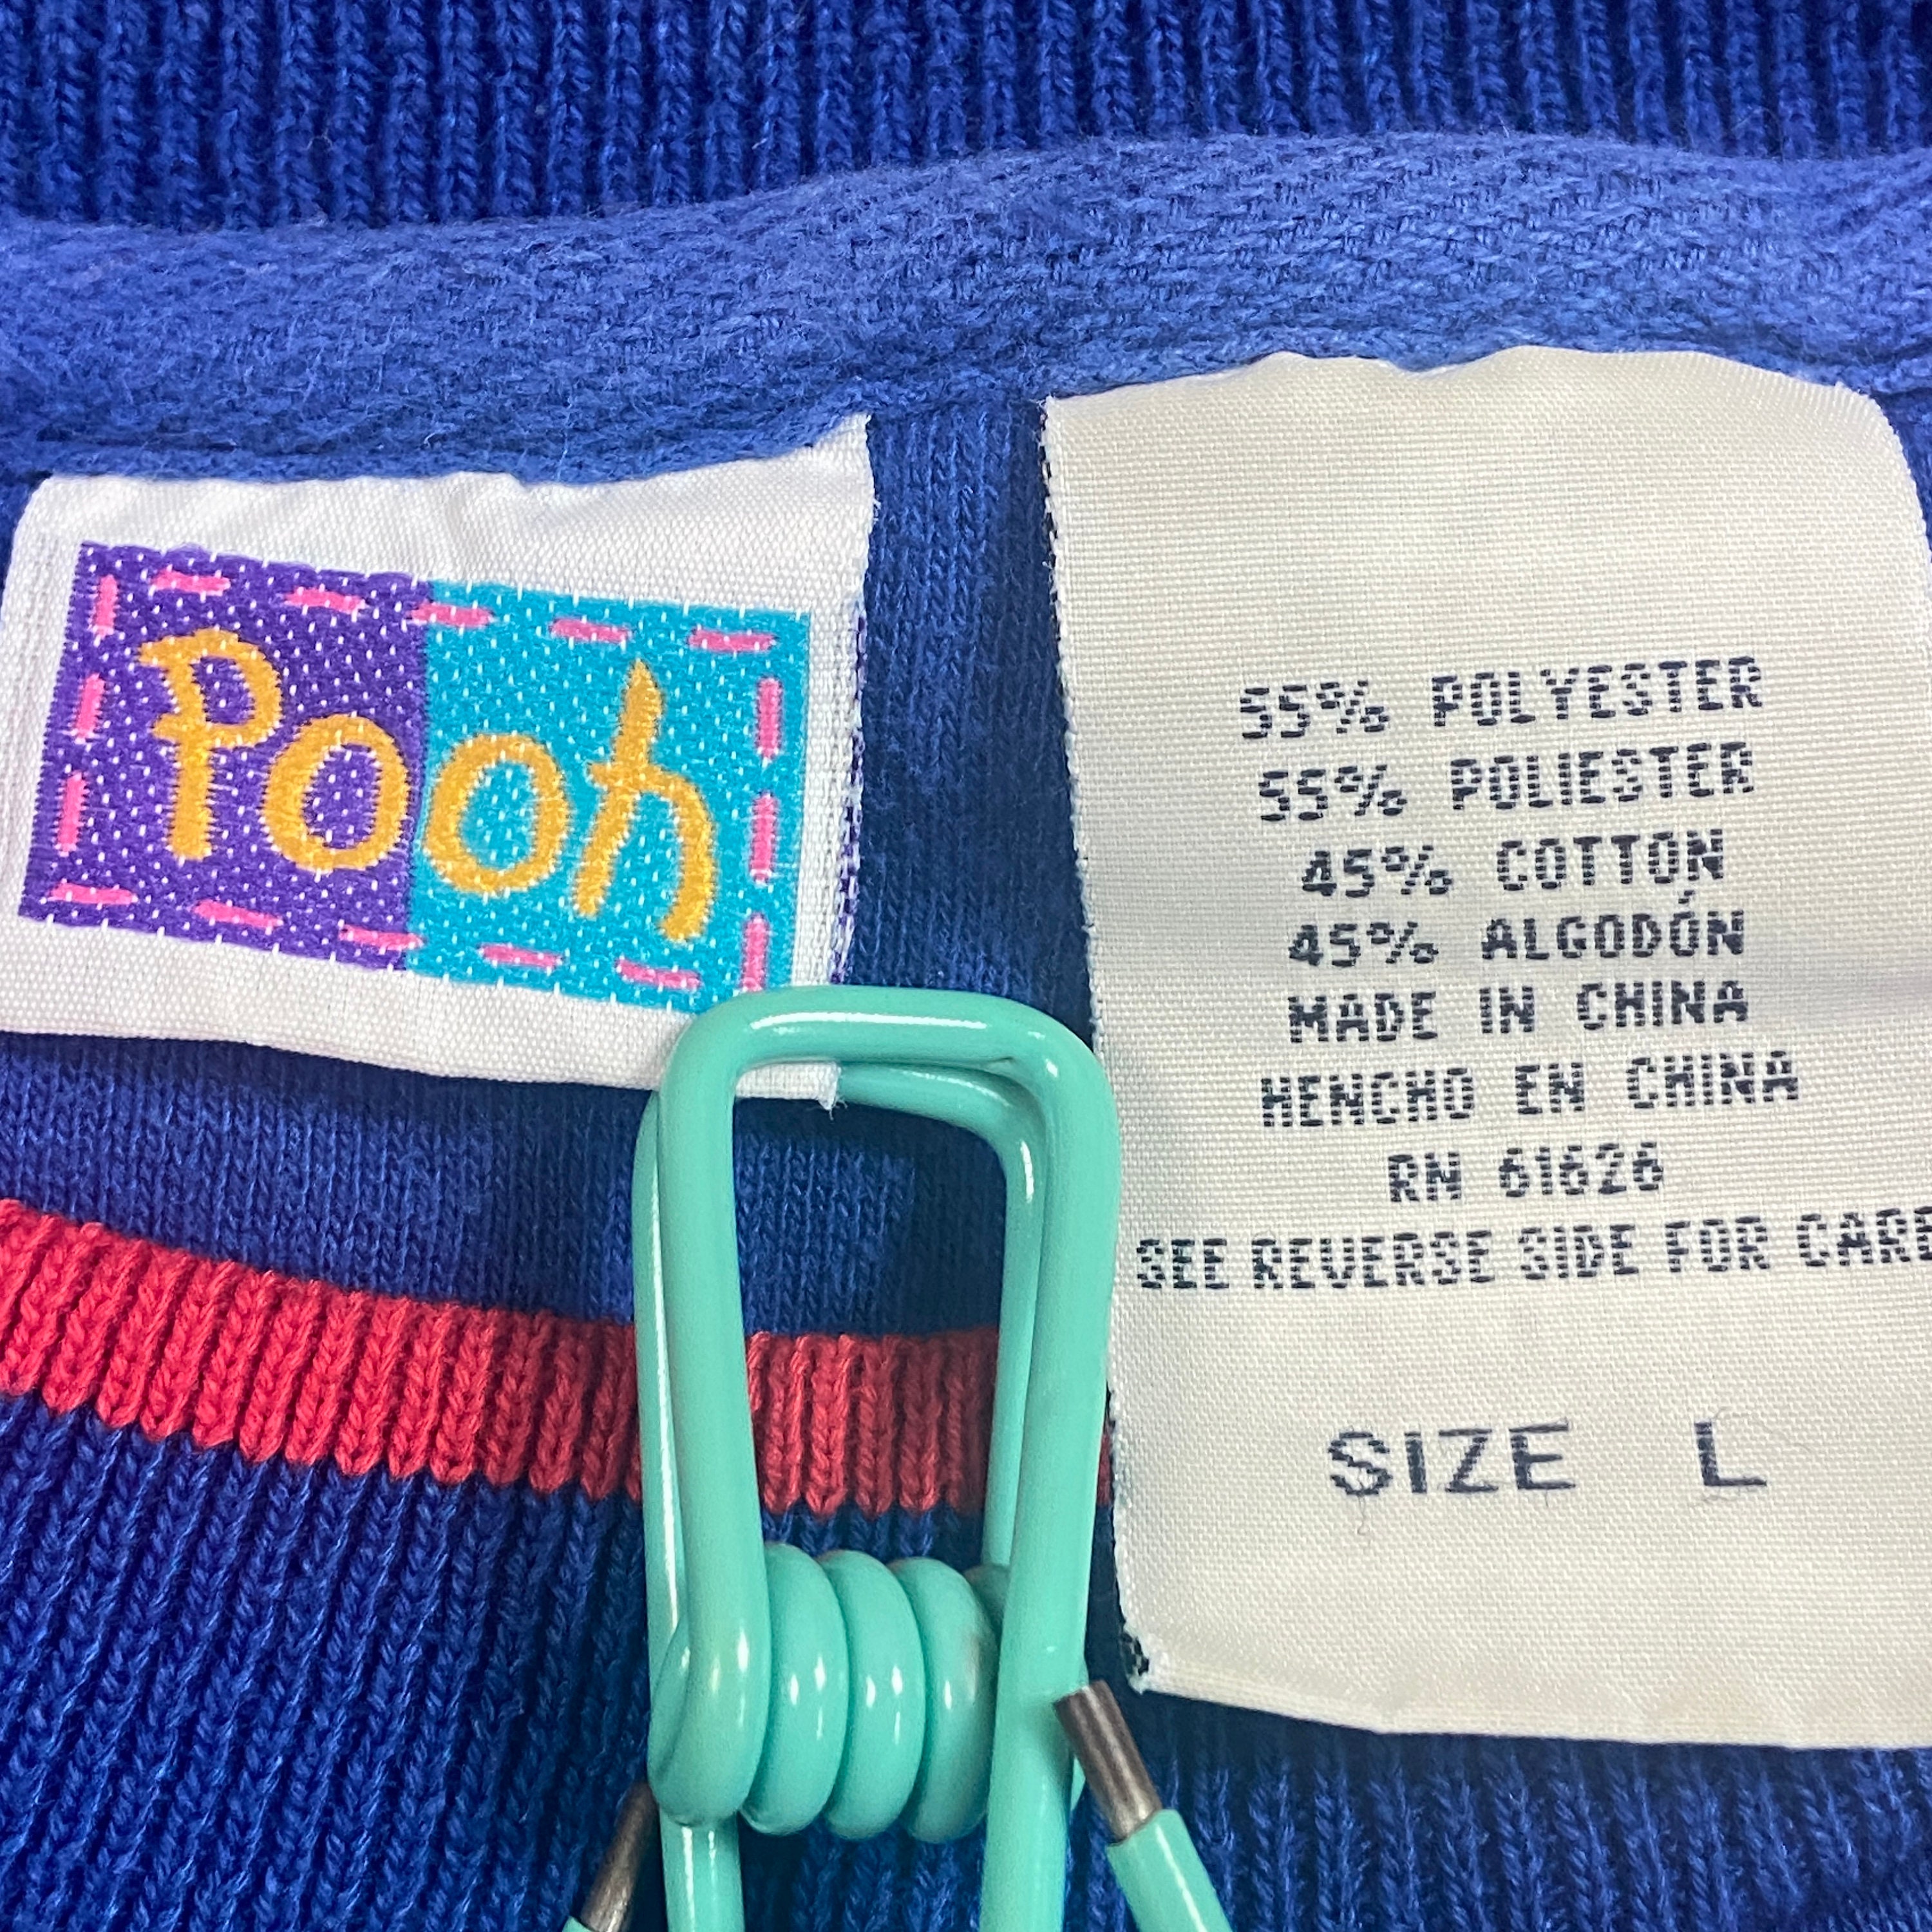 Pooh
55% POLYESTER
55% POLIESTER
45% COTTON
45% ALGODÓN
MADE IN CHINA
HENCHO EN CHINA
RN 61626
SEE REVERSE SIDE FOR CARE
SIZE L